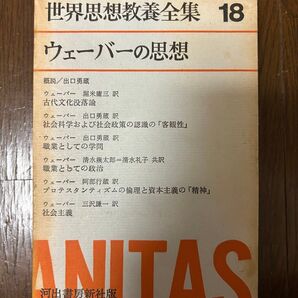 世界思想教養全集 18
ウェーバーの思想
概説／出口勇蔵
ウェーバー 堀米庸三 訳
古代文化没落論
ウェーバー 出口勇蔵 訳
社会科学および社会政策の認識の「客観性」
ウェーバー 出口勇蔵 訳
職業としての学問
ウェーバー 清水幾太郎＝清水礼子 共訳
職業としての政治
ウェーバー 阿部行蔵 訳
プロテスタンティズムの倫理と資本主義の「精神」
ウェーバー 三沢謙一 訳
社会主義
ANITAS
河出書房新社版